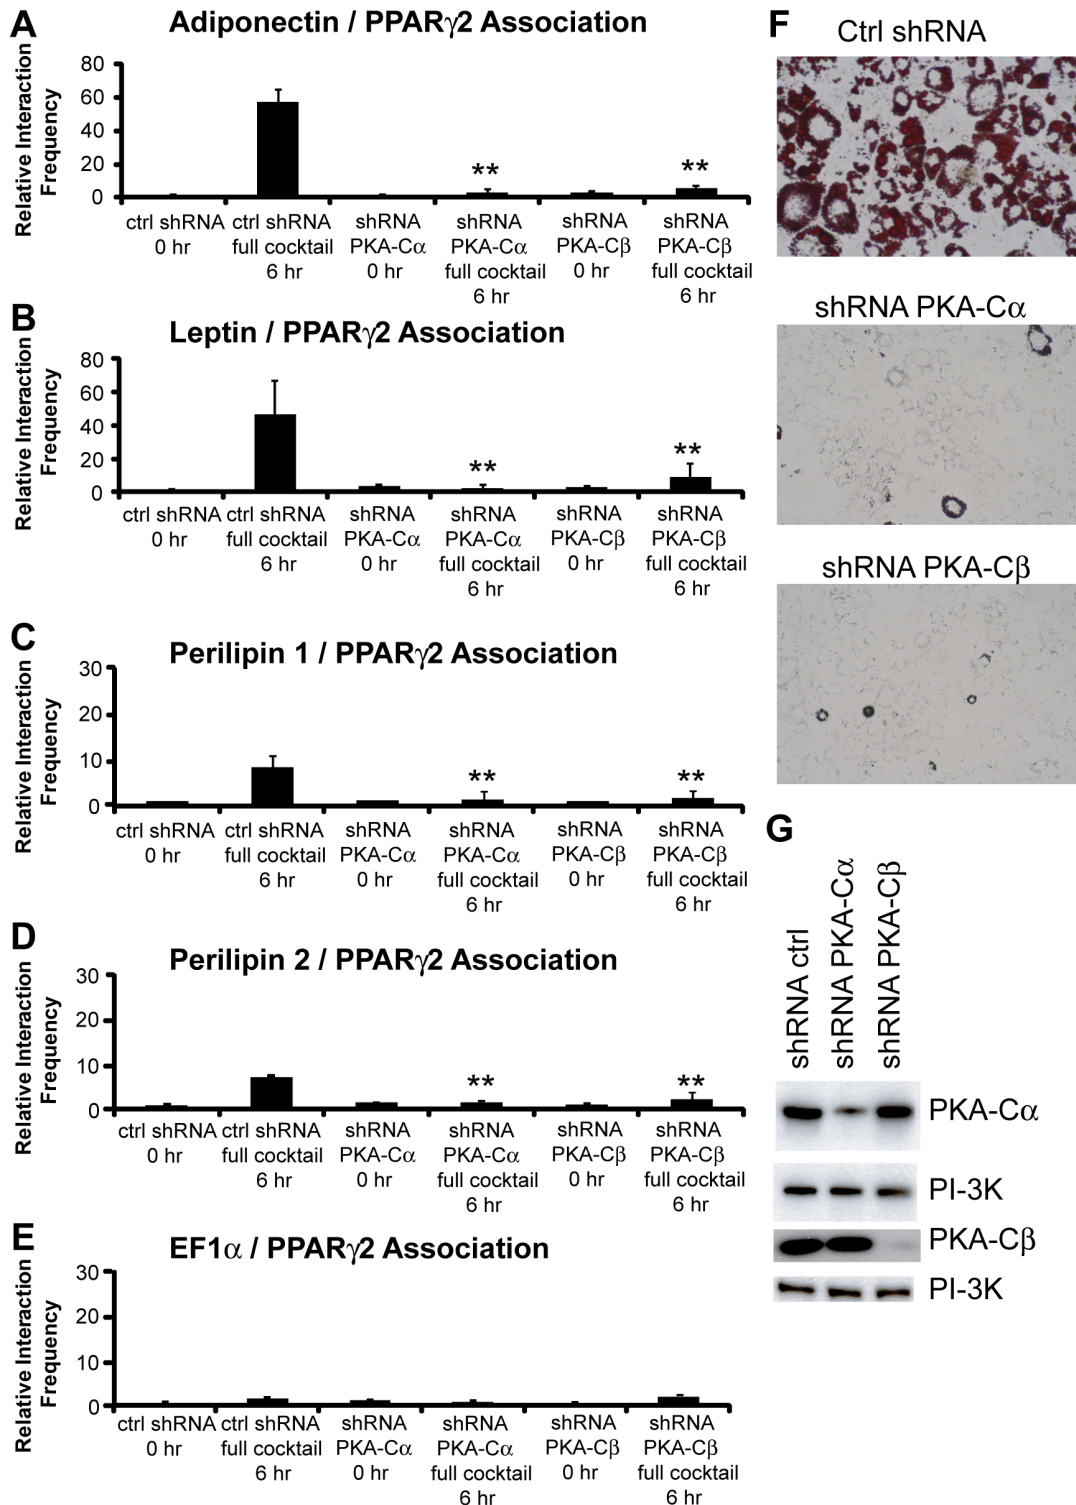 A
Adiponectin / PPARγ2 Association
Relative Interaction
Frequency
80
60
40
20
0
** **
ctrl shRNA ctrl shRNA shRNA shRNA shRNA shRNA
0 hr full cocktail PKA-Cα PKA-Cα PKA-Cβ PKA-Cβ
6 hr 0 hr full cocktail 0 hr full cocktail
6 hr 6 hr
B
Leptin / PPARγ2 Association
Relative Interaction
Frequency
80
60
40
20
0
** **
ctrl shRNA ctrl shRNA shRNA shRNA shRNA shRNA
0 hr full cocktail PKA-Cα PKA-Cα PKA-Cβ PKA-Cβ
6 hr 0 hr full cocktail 0 hr full cocktail
6 hr 6 hr
C
Perilipin 1 / PPARγ2 Association
Relative Interaction
Frequency
30
20
10
0
** **
ctrl shRNA ctrl shRNA shRNA shRNA shRNA shRNA
0 hr full cocktail PKA-Cα PKA-Cα PKA-Cβ PKA-Cβ
6 hr 0 hr full cocktail 0 hr full cocktail
6 hr 6 hr
D
Perilipin 2 / PPARγ2 Association
Relative Interaction
Frequency
30
20
10
0
** **
ctrl shRNA ctrl shRNA shRNA shRNA shRNA shRNA
0 hr full cocktail PKA-Cα PKA-Cα PKA-Cβ PKA-Cβ
6 hr 0 hr full cocktail 0 hr full cocktail
6 hr 6 hr
E
EF1α / PPARγ2 Association
Relative Interaction
Frequency
30
20
10
0
ctrl shRNA ctrl shRNA shRNA shRNA shRNA shRNA
0 hr full cocktail PKA-Cα PKA-Cα PKA-Cβ PKA-Cβ
6 hr 0 hr full cocktail 0 hr full cocktail
6 hr 6 hr
F
Ctrl shRNA
shRNA PKA-Cα
shRNA PKA-Cβ
G
shRNA ctrl
shRNA PKA-Cα
shRNA PKA-Cβ
PKA-Cα
PI-3K
PKA-Cβ
PI-3K